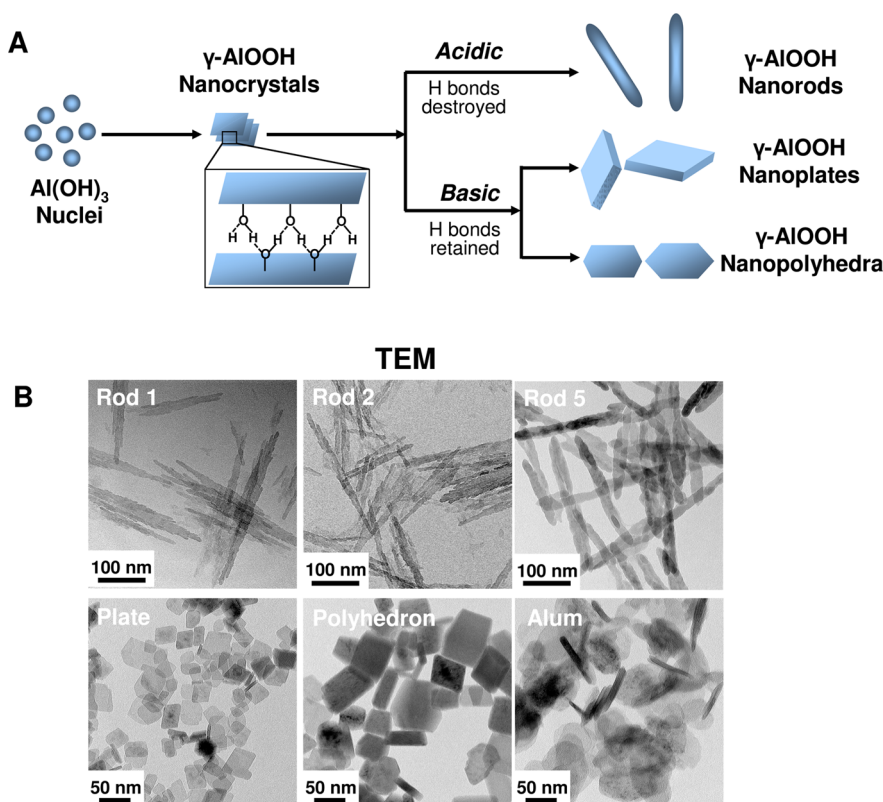 A
γ-AlOOH
Nanocrystals
Al(OH)3
Nuclei
O
O
O
H
H
H
H
H
H
O
O
Acidic
H bonds
destroyed
Basic
H bonds
retained
γ-AlOOH
Nanorods
γ-AlOOH
Nanoplates
γ-AlOOH
Nanopolyhedra
TEM
B
Rod 1
100 nm
Rod 2
100 nm
Rod 5
100 nm
Plate
50 nm
Polyhedron
50 nm
Alum
50 nm